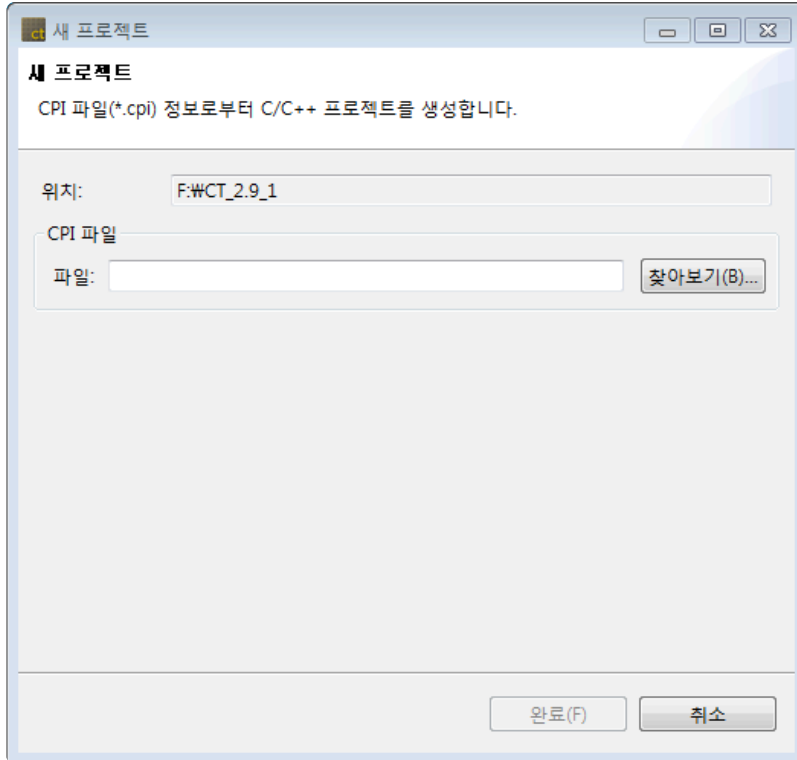 ct 새 프로젝트
새 프로젝트
CPI 파일(*.cpi) 정보로부터 C/C++ 프로젝트를 생성합니다.
위치: F:₩CT_2.9_1
CPI 파일
파일: 찾아보기(B)...
완료(F) 취소